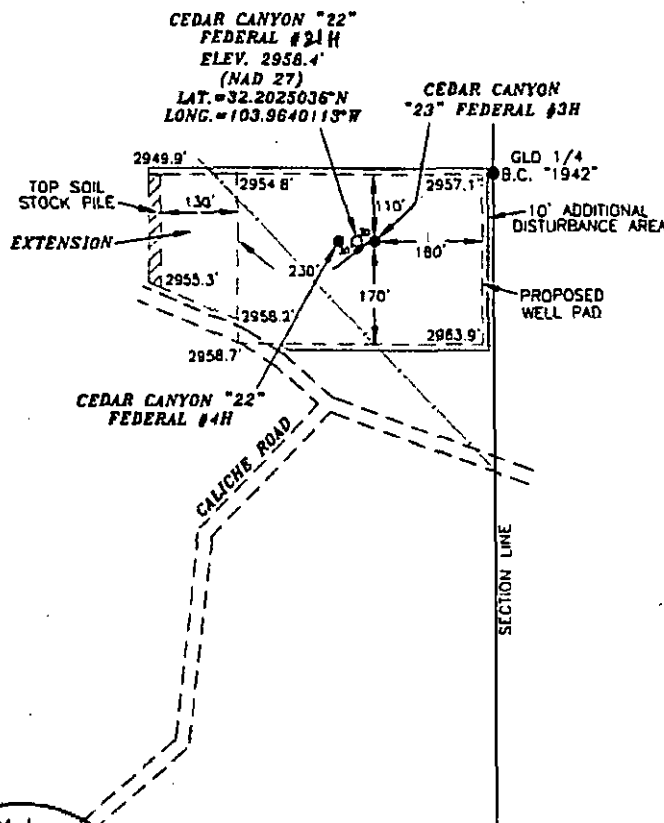 CEDAR CANYON "22"
FEDERAL #21H
ELEV. 2958.4'
(NAD 27)
LAT.=32.2025036°N
LONG.=103.9640113°W
CEDAR CANYON
"23" FEDERAL #3H
2949.9'
2954.8'
2957.1'
GLO 1/4
B.C. "1942"
TOP SOIL
STOCK PILE
130'
110'
10' ADDITIONAL
DISTURBANCE AREA
EXTENSION
180'
230'
2955.3'
170'
PROPOSED
WELL PAD
2958.2'
2963.9'
2958.7'
CEDAR CANYON "22"
FEDERAL #4H
CALICHE ROAD
SECTION LINE